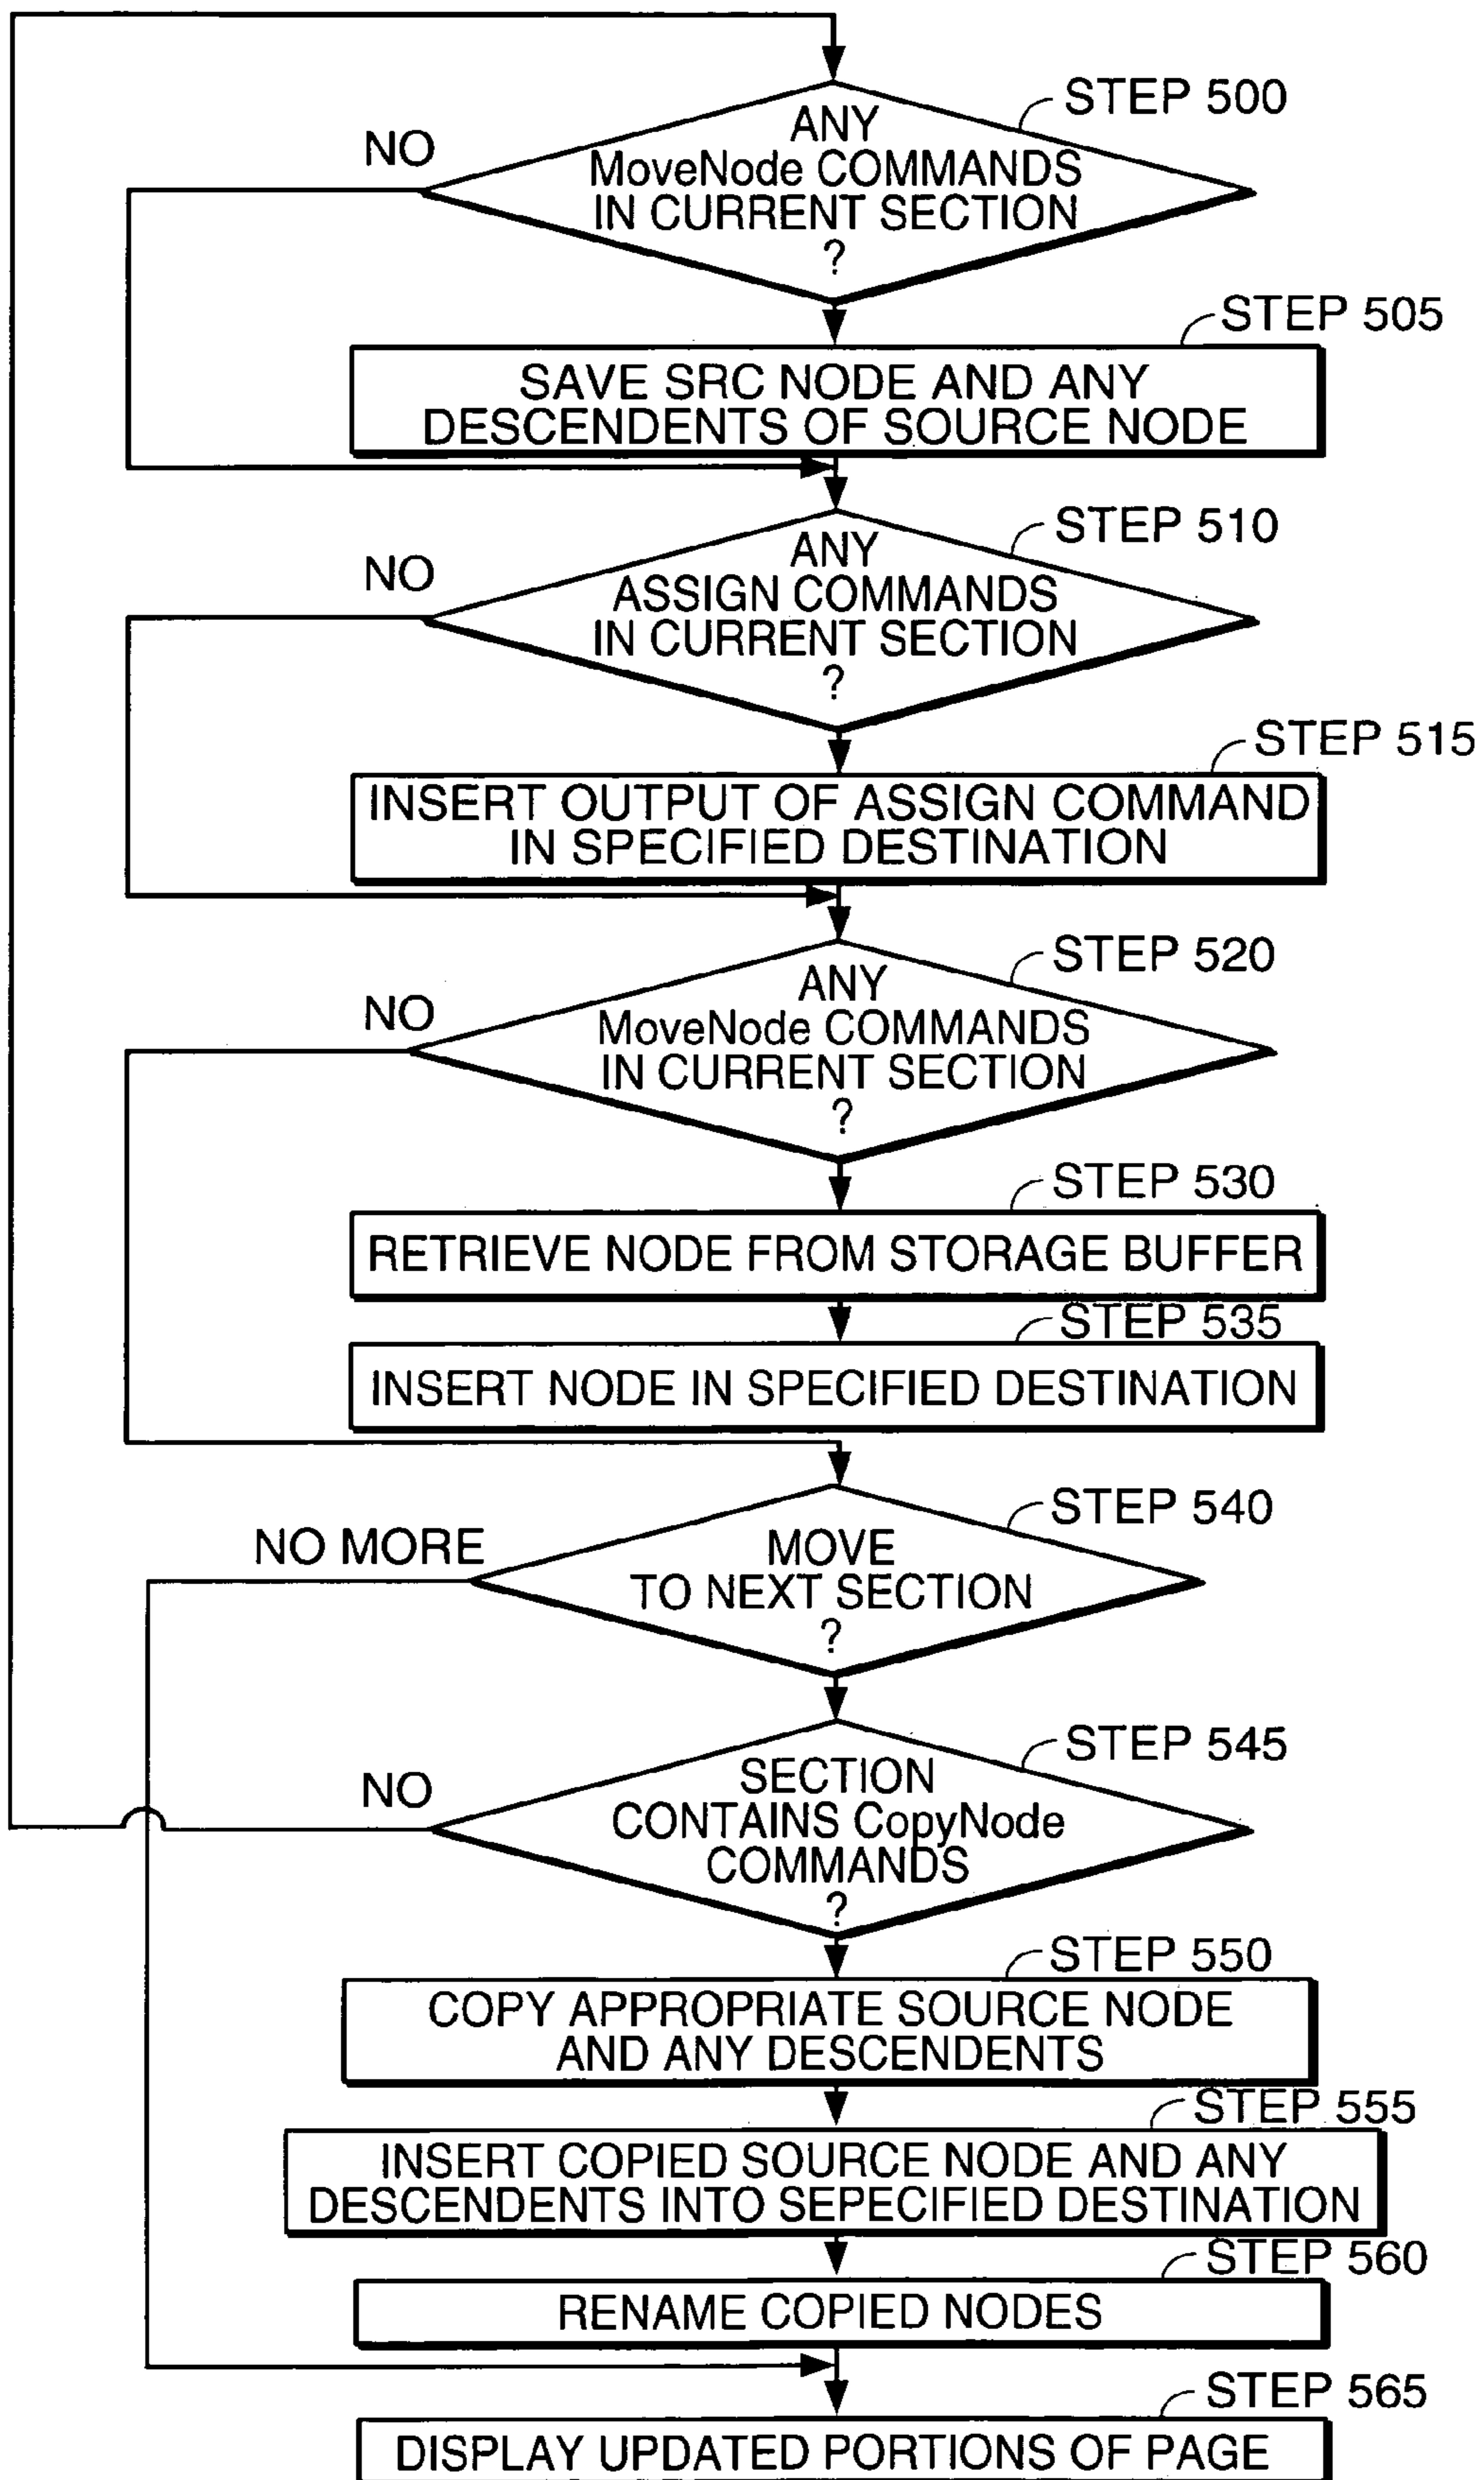 STEP 500
NO
ANY
MoveNode COMMANDS
IN CURRENT SECTION
?
STEP 505
SAVE SRC NODE AND ANY
DESCENDENTS OF SOURCE NODE
STEP 510
NO
ANY
ASSIGN COMMANDS
IN CURRENT SECTION
?
STEP 515
INSERT OUTPUT OF ASSIGN COMMAND
IN SPECIFIED DESTINATION
STEP 520
NO
ANY
MoveNode COMMANDS
IN CURRENT SECTION
?
STEP 530
RETRIEVE NODE FROM STORAGE BUFFER
STEP 535
INSERT NODE IN SPECIFIED DESTINATION
STEP 540
NO MORE
MOVE
TO NEXT SECTION
?
STEP 545
NO
SECTION
CONTAINS CopyNode
COMMANDS
?
STEP 550
COPY APPROPRIATE SOURCE NODE
AND ANY DESCENDENTS
STEP 555
INSERT COPIED SOURCE NODE AND ANY
DESCENDENTS INTO SEPECIFIED DESTINATION
STEP 560
RENAME COPIED NODES
STEP 565
DISPLAY UPDATED PORTIONS OF PAGE